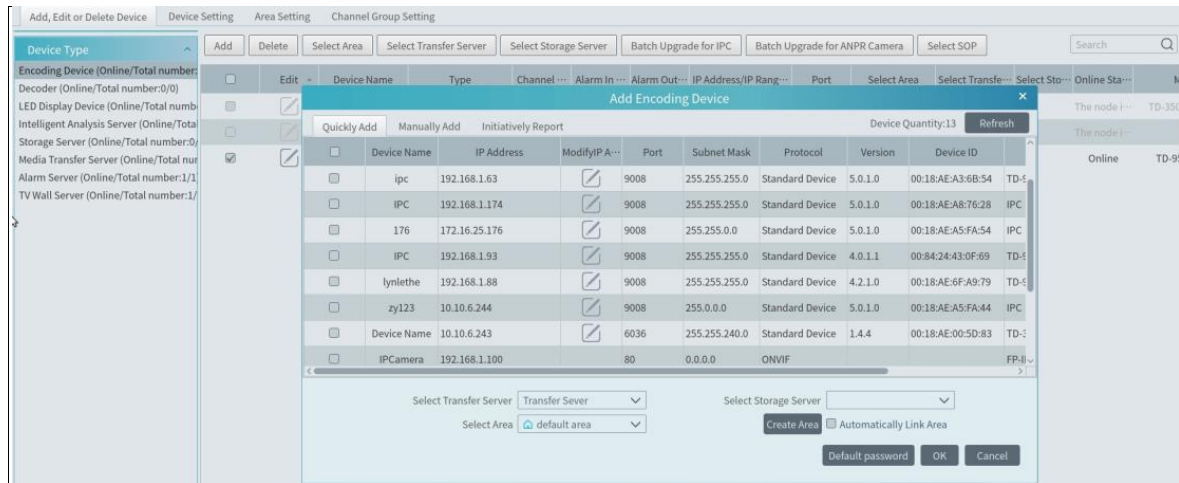 Add, Edit or Delete Device Device Setting Area Setting Channel Group Setting
Device Type
Add Delete Select Area Select Transfer Server Select Storage Server Batch Upgrade for IPC Batch Upgrade for ANPR Camera Select SOP Search
Encoding Device (Online/Total number:
Decoder (Online/Total number:0/0)
LED Display Device (Online/Total numb
Intelligent Analysis Server (Online/Total
Storage Server (Online/Total number:0/
Media Transfer Server (Online/Total nur
Alarm Server (Online/Total number:1/1
TV Wall Server (Online/Total number:1/
Edit Device Name Type Channel ··· Alarm In ··· Alarm Out··· IP Address/IP Rang··· Port Select Area Select Transfe··· Select Sto··· Online Sta··· M
The node i··· TD-350
The node i···
Online TD-95
Add Encoding Device
Quickly Add Manually Add Initiatively Report Device Quantity:13 Refresh
Device Name IP Address ModifyIP A··· Port Subnet Mask Protocol Version Device ID
ipc 192.168.1.63 9008 255.255.255.0 Standard Device 5.0.1.0 00:18:AE:A3:6B:54 TD-9
IPC 192.168.1.174 9008 255.255.255.0 Standard Device 5.0.1.0 00:18:AE:A8:76:28 IPC
176 172.16.25.176 9008 255.255.0.0 Standard Device 5.0.1.0 00:18:AE:A5:FA:54 IPC
IPC 192.168.1.93 9008 255.255.255.0 Standard Device 4.0.1.1 00:84:24:43:0F:69 TD-9
lynlethe 192.168.1.88 9008 255.255.255.0 Standard Device 4.2.1.0 00:18:AE:6F:A9:79 TD-9
zy123 10.10.6.244 9008 255.0.0.0 Standard Device 5.0.1.0 00:18:AE:A5:FA:44 IPC
Device Name 10.10.6.243 6036 255.255.240.0 Standard Device 1.4.4 00:18:AE:00:5D:83 TD-3
IPCamera 192.168.1.100 80 0.0.0.0 ONVIF FP-II
Select Transfer Server Transfer Sever Select Storage Server
Select Area default area Create Area Automatically Link Area
Default password OK Cancel